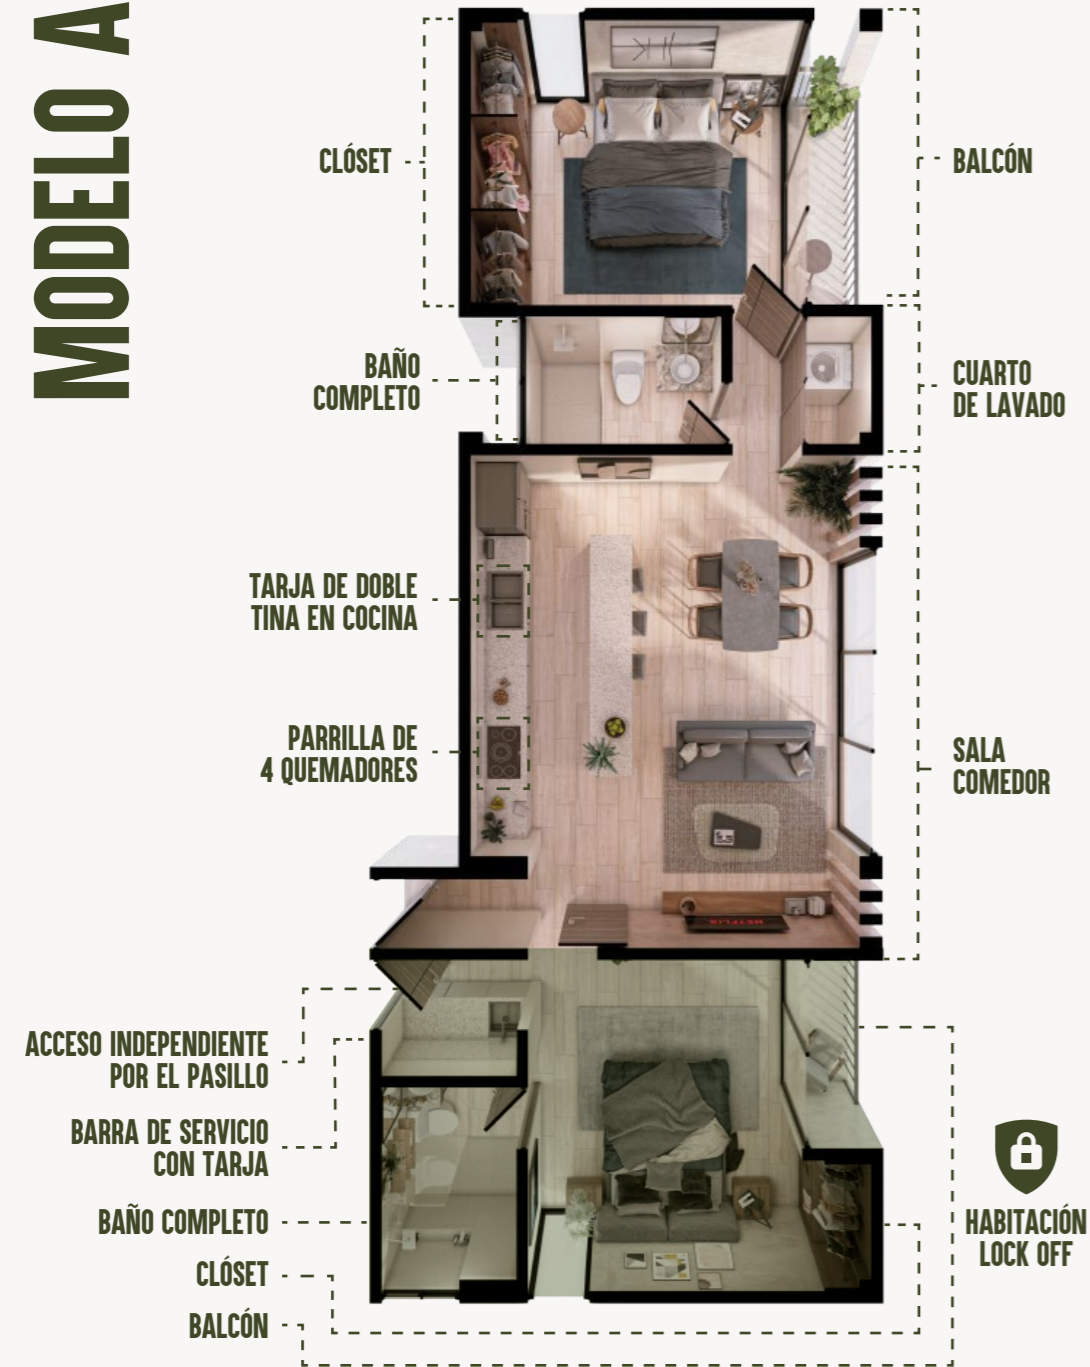 MODELO A
CLÓSET
BALCÓN
BAÑO
COMPLETO
CUARTO
DE LAVADO
TARJA DE DOBLE
TINA EN COCINA
PARRILLA DE
4 QUEMADORES
SALA
COMEDOR
NETFLIX
ACCESO INDEPENDIENTE
POR EL PASILLO
BARRA DE SERVICIO
CON TARJA
BAÑO COMPLETO
CLÓSET
BALCÓN
HABITACIÓN
LOCK OFF